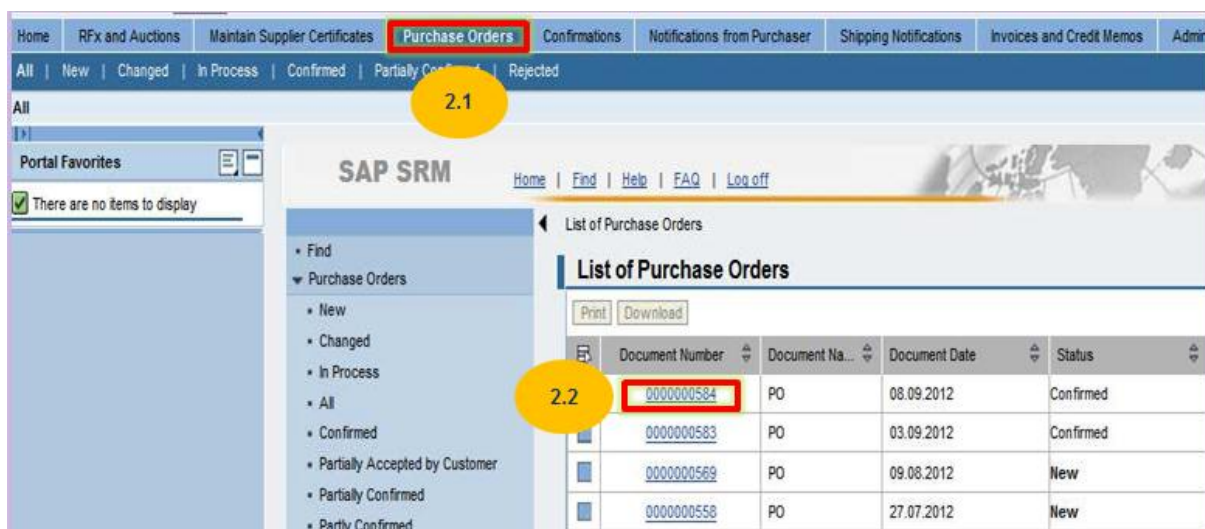 Home RFx and Auctions Maintain Supplier Certificates Purchase Orders Confirmations Notifications from Purchaser Shipping Notifications Invoices and Credit Memos Admin
All | New | Changed | In Process | Confirmed | Partially | Rejected
2.1
All
Portal Favorites
There are no items to display
SAP SRM
Home | Find | Help | FAQ | Log off
List of Purchase Orders
Find
Purchase Orders
New
Changed
In Process
All
Confirmed
Partially Accepted by Customer
Partially Confirmed
Partly Confirmed
List of Purchase Orders
Print Download
Document Number Document Na... Document Date Status
2.2
0000000584 PO 08.09.2012 Confirmed
0000000583 PO 03.09.2012 Confirmed
0000000569 PO 09.08.2012 New
0000000558 PO 27.07.2012 New